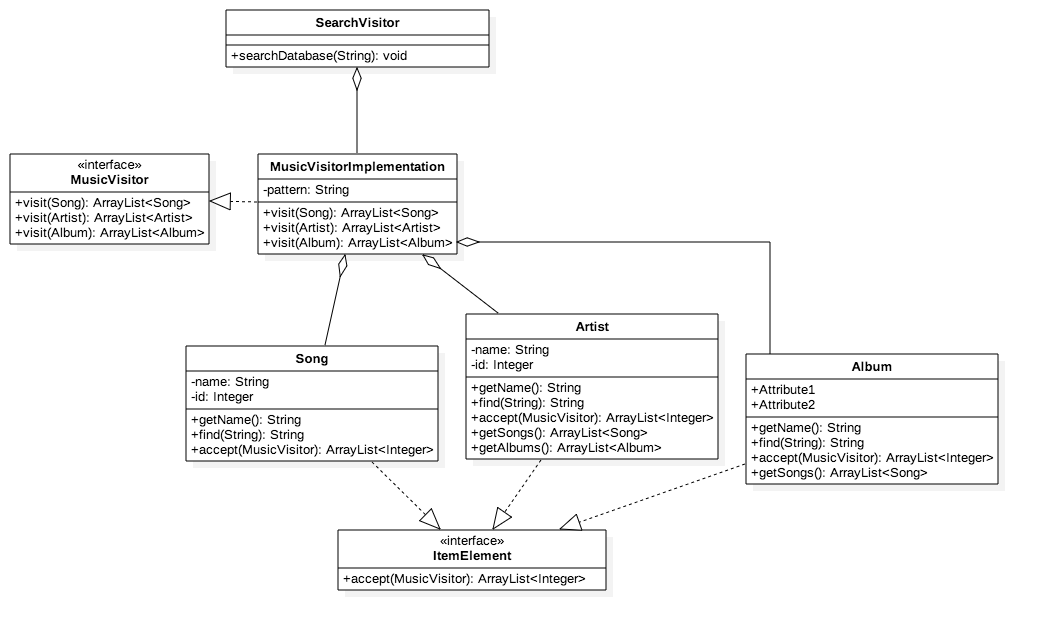 SearchVisitor
+searchDatabase(String): void
«interface»
MusicVisitor
+visit(Song): ArrayList<Song>
+visit(Artist): ArrayList<Artist>
+visit(Album): ArrayList<Album>
MusicVisitorImplementation
-pattern: String
+visit(Song): ArrayList<Song>
+visit(Artist): ArrayList<Artist>
+visit(Album): ArrayList<Album>
Song
-name: String
-id: Integer
+getName(): String
+find(String): String
+accept(MusicVisitor): ArrayList<Integer>
Artist
-name: String
-id: Integer
+getName(): String
+find(String): String
+accept(MusicVisitor): ArrayList<Integer>
+getSongs(): ArrayList<Song>
+getAlbums(): ArrayList<Album>
Album
+Attribute1
+Attribute2
+getName(): String
+find(String): String
+accept(MusicVisitor): ArrayList<Integer>
+getSongs(): ArrayList<Song>
«interface»
ItemElement
+accept(MusicVisitor): ArrayList<Integer>